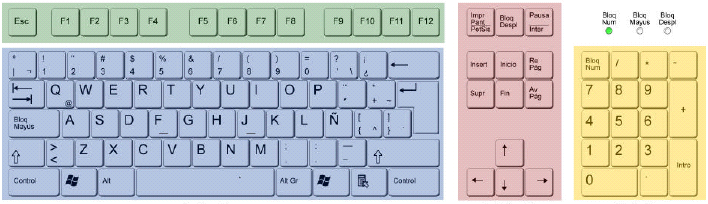 Esc F1 F2 F3 F4 F5 F6 F7 F8 F9 F10 F11 F12
Impr Pant PetSis Bloq Despl Pausa Inter
Bloq Num Bloq Mayus Bloq Despl
! " # $ % & / ( ) = ? ¡
| ¬ 1 2 3 4 5 6 7 8 9 0 ' ¿
Insert Inicio Re Pág
Bloq Num / * -
Q @ W E R T Y U I O P
Supr Fin Av Pág
7 8 9 +
Bloq Mayus A S D F G H J K L Ñ [ { ^ ] }
4 5 6
> < Z X C V B N M ; , : . _ -
1 2 3 Intro
Control Alt Alt Gr Control
0 .